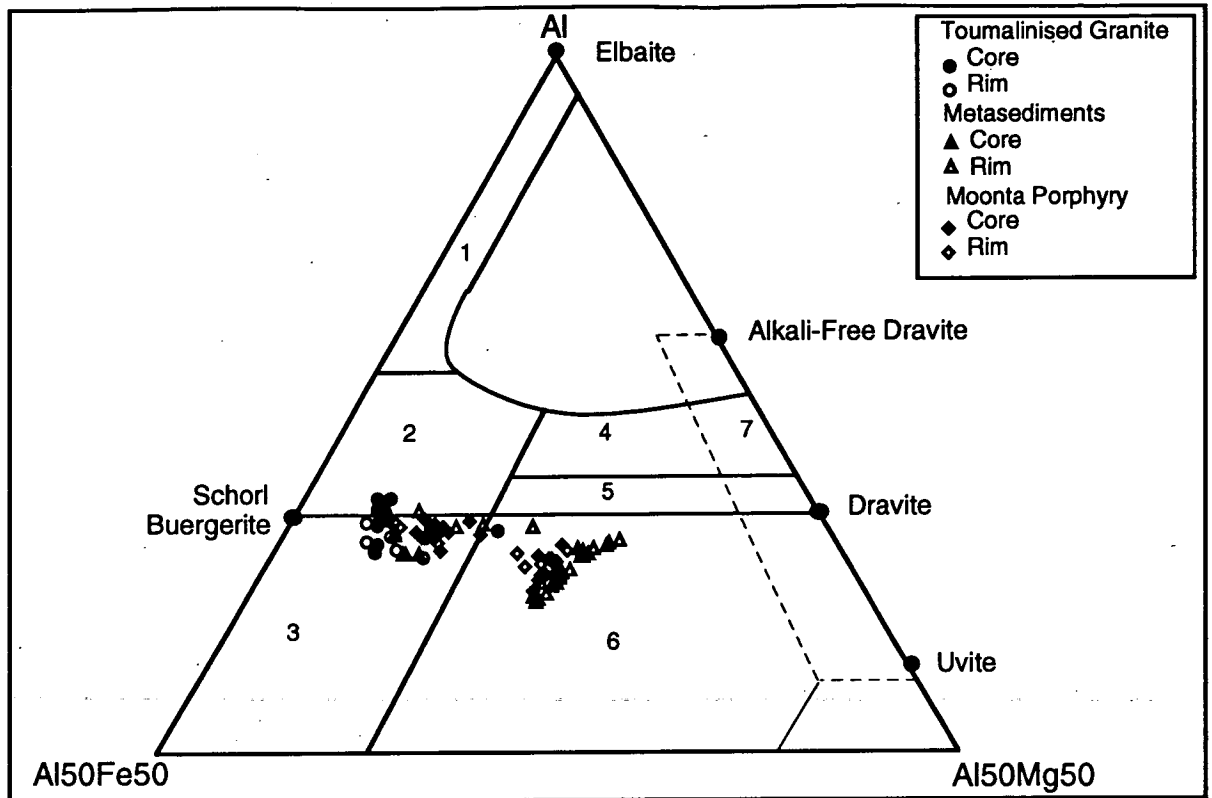 Al
Elbaite
Toumalinised Granite
Core
Rim
Metasediments
Core
Rim
Moonta Porphyry
Core
Rim
1
Alkali-Free Dravite
2
4
7
Schorl
Buergerite
5
Dravite
3
6
Uvite
Al50Fe50
Al50Mg50